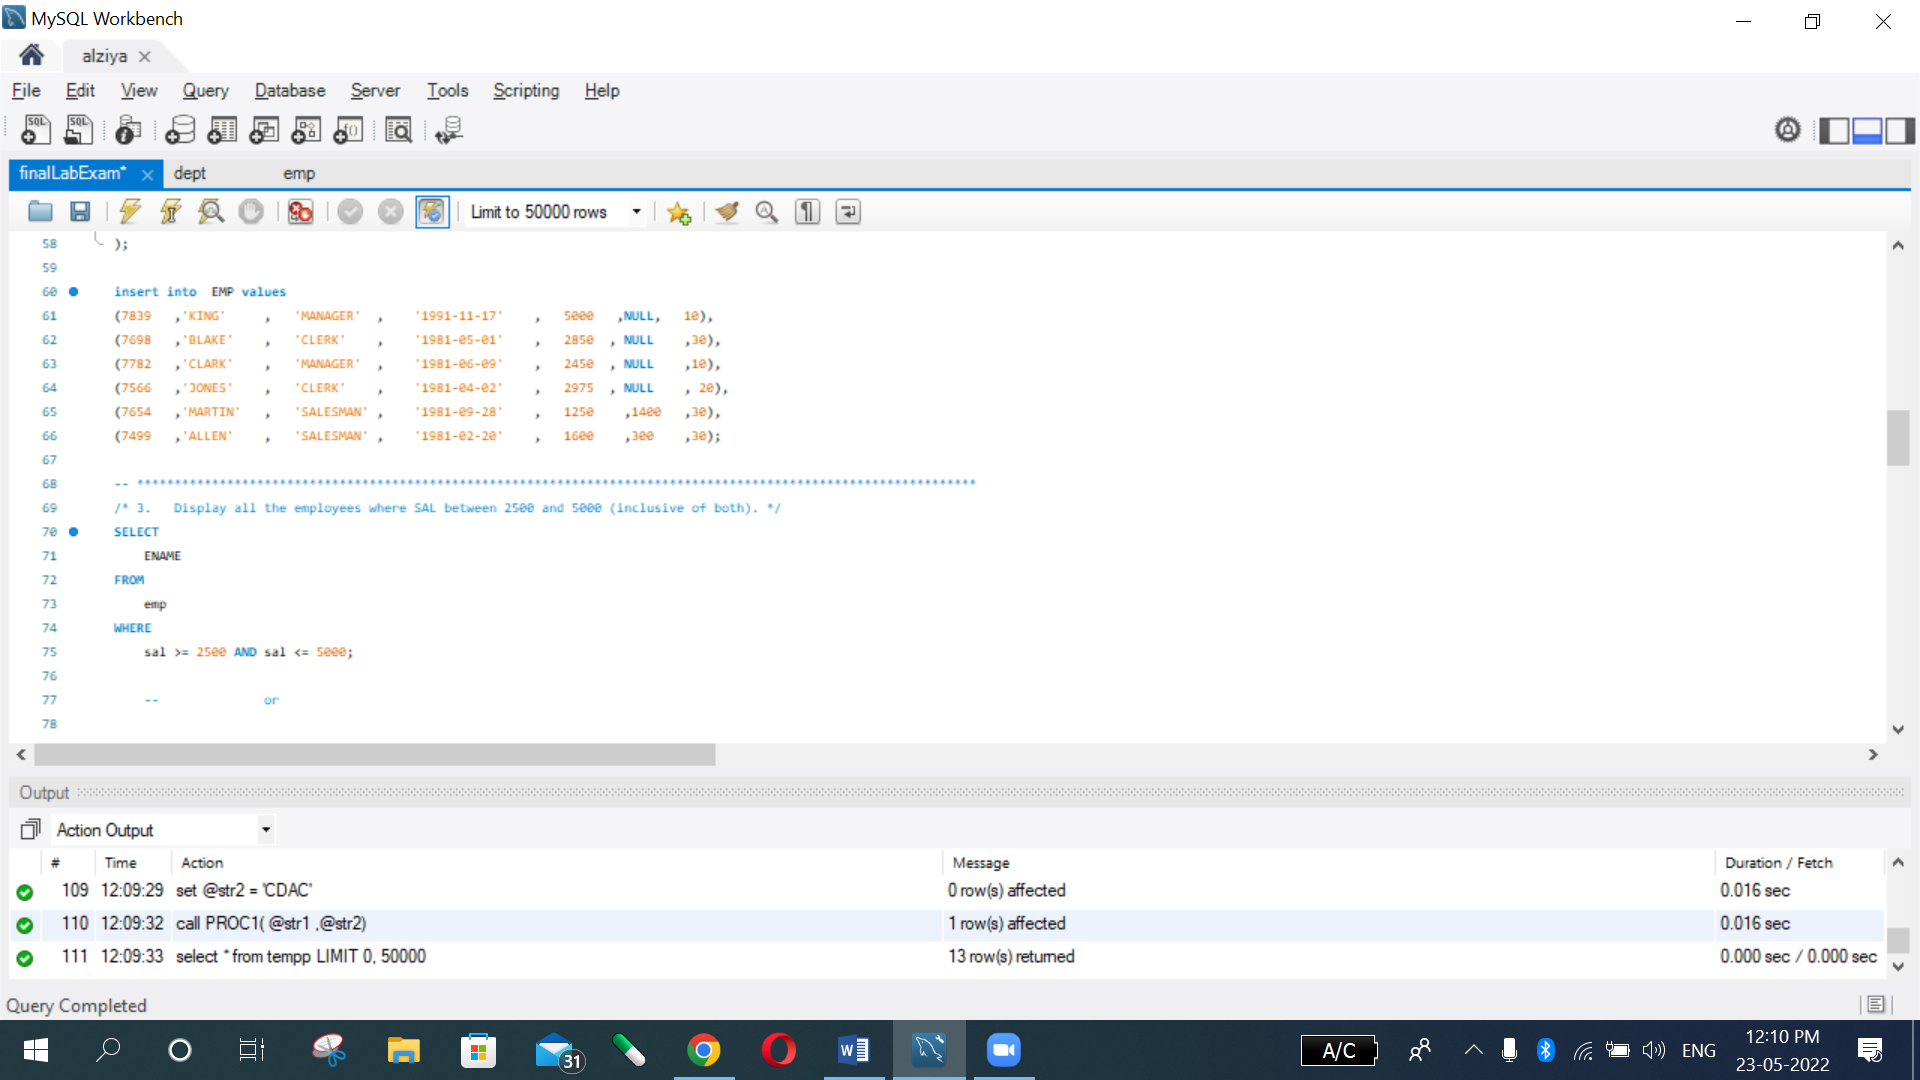 MySQL Workbench
alziya
File Edit View Query Database Server Tools Scripting Help
finalLabExam* dept emp
Limit to 50000 rows
58 );
59
60 insert into EMP values
61 (7839 ,'KING' , 'MANAGER' , '1991-11-17' , 5000 ,NULL, 10),
62 (7698 ,'BLAKE' , 'CLERK' , '1981-05-01' , 2850 , NULL ,30),
63 (7782 ,'CLARK' , 'MANAGER' , '1981-06-09' , 2450 , NULL ,10),
64 (7566 ,'JONES' , 'CLERK' , '1981-04-02' , 2975 , NULL , 20),
65 (7654 ,'MARTIN' , 'SALESMAN' , '1981-09-28' , 1250 ,1400 ,30),
66 (7499 ,'ALLEN' , 'SALESMAN' , '1981-02-20' , 1600 ,300 ,30);
67
68 -- ****************************************************************************************************************
69 /* 3. Display all the employees where SAL between 2500 and 5000 (inclusive of both). */
70 SELECT
71 ENAME
72 FROM
73 emp
74 WHERE
75 sal >= 2500 AND sal <= 5000;
76
77 -- or
78
Output
Action Output
# Time Action Message Duration / Fetch
109 12:09:29 set @str2 = 'CDAC' 0 row(s) affected 0.016 sec
110 12:09:32 call PROC1( @str1 ,@str2) 1 row(s) affected 0.016 sec
111 12:09:33 select * from tempp LIMIT 0, 50000 13 row(s) returned 0.000 sec / 0.000 sec
Query Completed
31
A/C
ENG
12:10 PM
23-05-2022